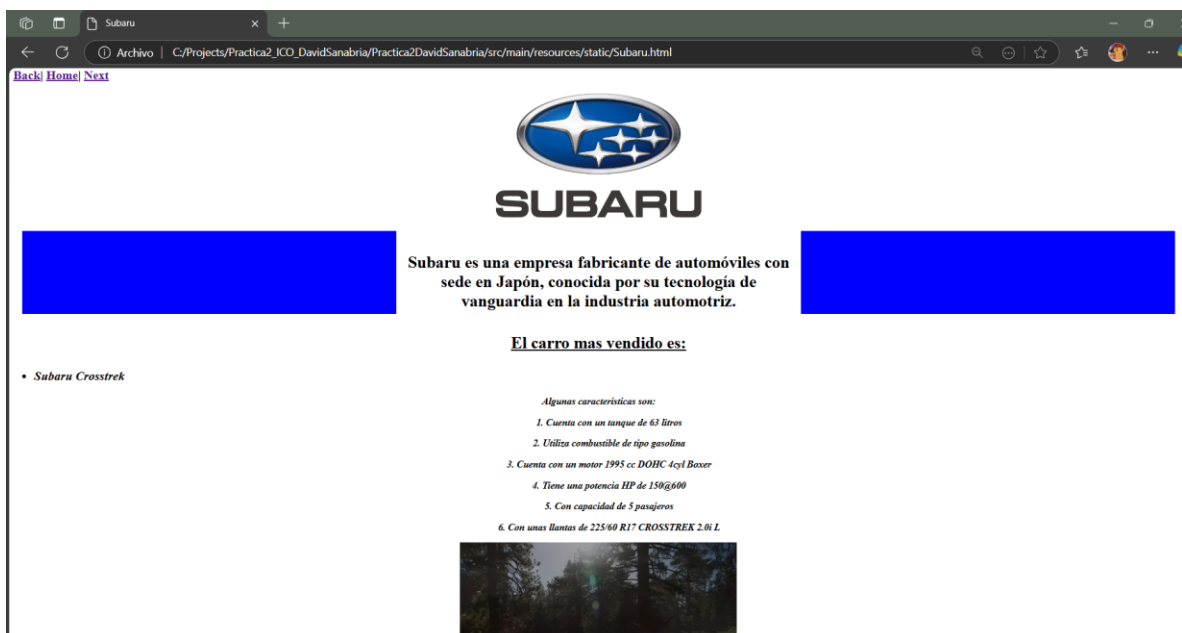 Subaru
Archivo | C:/Projects/Practica2_ICO_DavidSanabria/Practica2DavidSanabria/src/main/resources/static/Subaru.html
Back| Home| Next
SUBARU
Subaru es una empresa fabricante de automóviles con
sede en Japón, conocida por su tecnología de
vanguardia en la industria automotriz.
El carro mas vendido es:
• Subaru Crosstrek
Algunas caracteristicas son:
1. Cuenta con un tanque de 63 litros
2. Utiliza combustible de tipo gasolina
3. Cuenta con un motor 1995 cc DOHC 4cyl Boxer
4. Tiene una potencia HP de 150@600
5. Con capacidad de 5 pasajeros
6. Con unas llantas de 225/60 R17 CROSSTREK 2.0i L